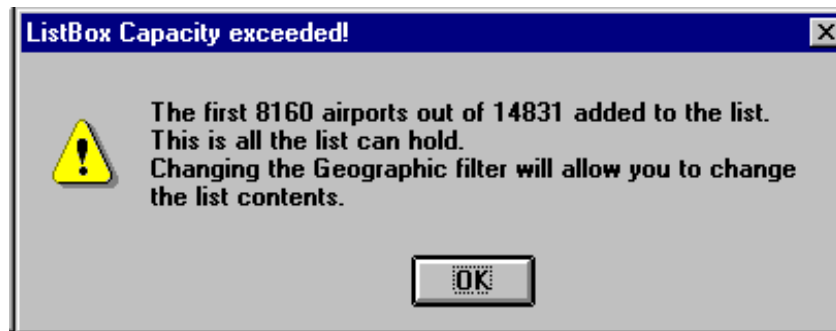 ListBox Capacity exceeded!
The first 8160 airports out of 14831 added to the list.
This is all the list can hold.
Changing the Geographic filter will allow you to change
the list contents.
OK